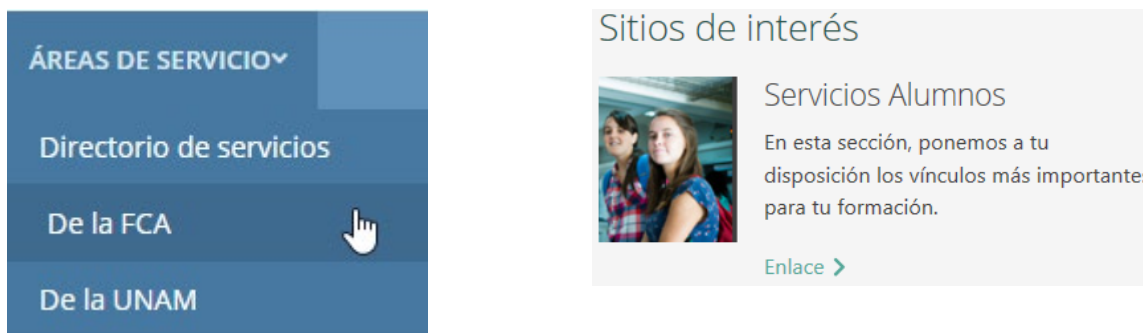 ÁREAS DE SERVICIO
Directorio de servicios
De la FCA
De la UNAM
Sitios de interés
Servicios Alumnos
En esta sección, ponemos a tu
disposición los vínculos más importantes
para tu formación.
Enlace